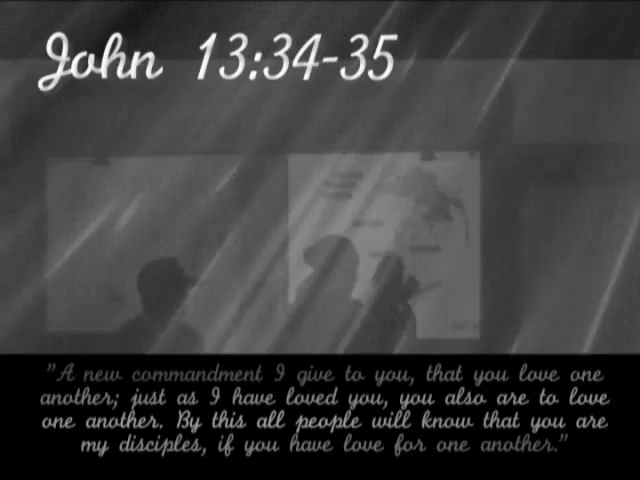 John 13:34-35
"A new commandment I give to you, that you love one
another; just as I have loved you, you also are to love
one another. By this all people will know that you are
my disciples, if you have love for one another."